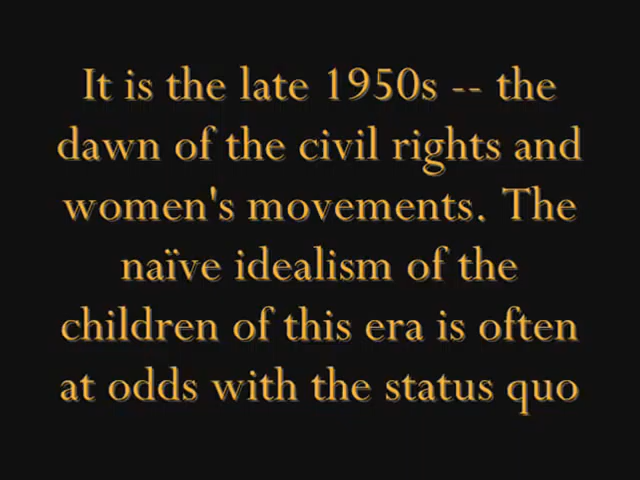 It is the late 1950s -- the
dawn of the civil rights and
women's movements. The
naïve idealism of the
children of this era is often
at odds with the status quo